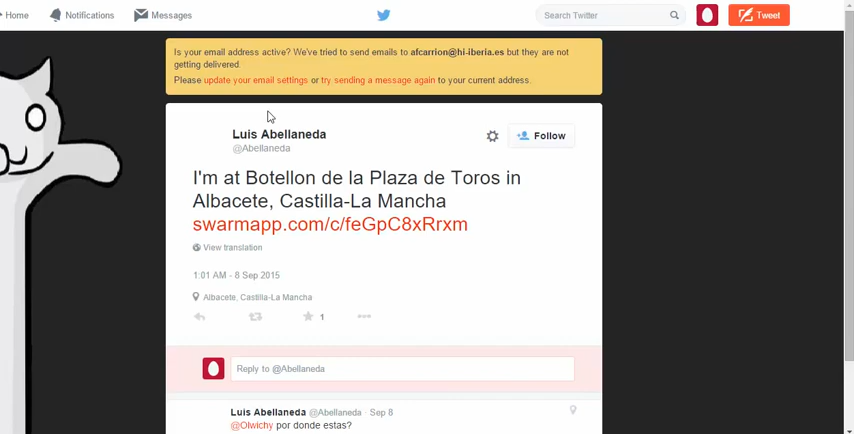 Home Notifications Messages Search Twitter Tweet
Is your email address active? We've tried to send emails to afcarrion@hi-iberia.es but they are not
getting delivered.
Please update your email settings or try sending a message again to your current address.
Luis Abellaneda
@Abellaneda
Follow
I'm at Botellon de la Plaza de Toros in
Albacete, Castilla-La Mancha
swarmapp.com/c/feGpC8xRrxm
View translation
1:01 AM - 8 Sep 2015
Albacete, Castilla-La Mancha
1
Reply to @Abellaneda
Luis Abellaneda @Abellaneda · Sep 8
@Olwichy por donde estas?